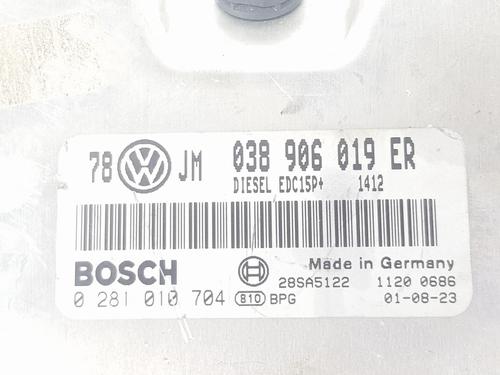 78 VW JM 038 906 019 ER
DIESEL EDC15P+ 1412
BOSCH Made in Germany
28SA5122 1120 0686
0 281 010 704 810 BPG 01-08-23